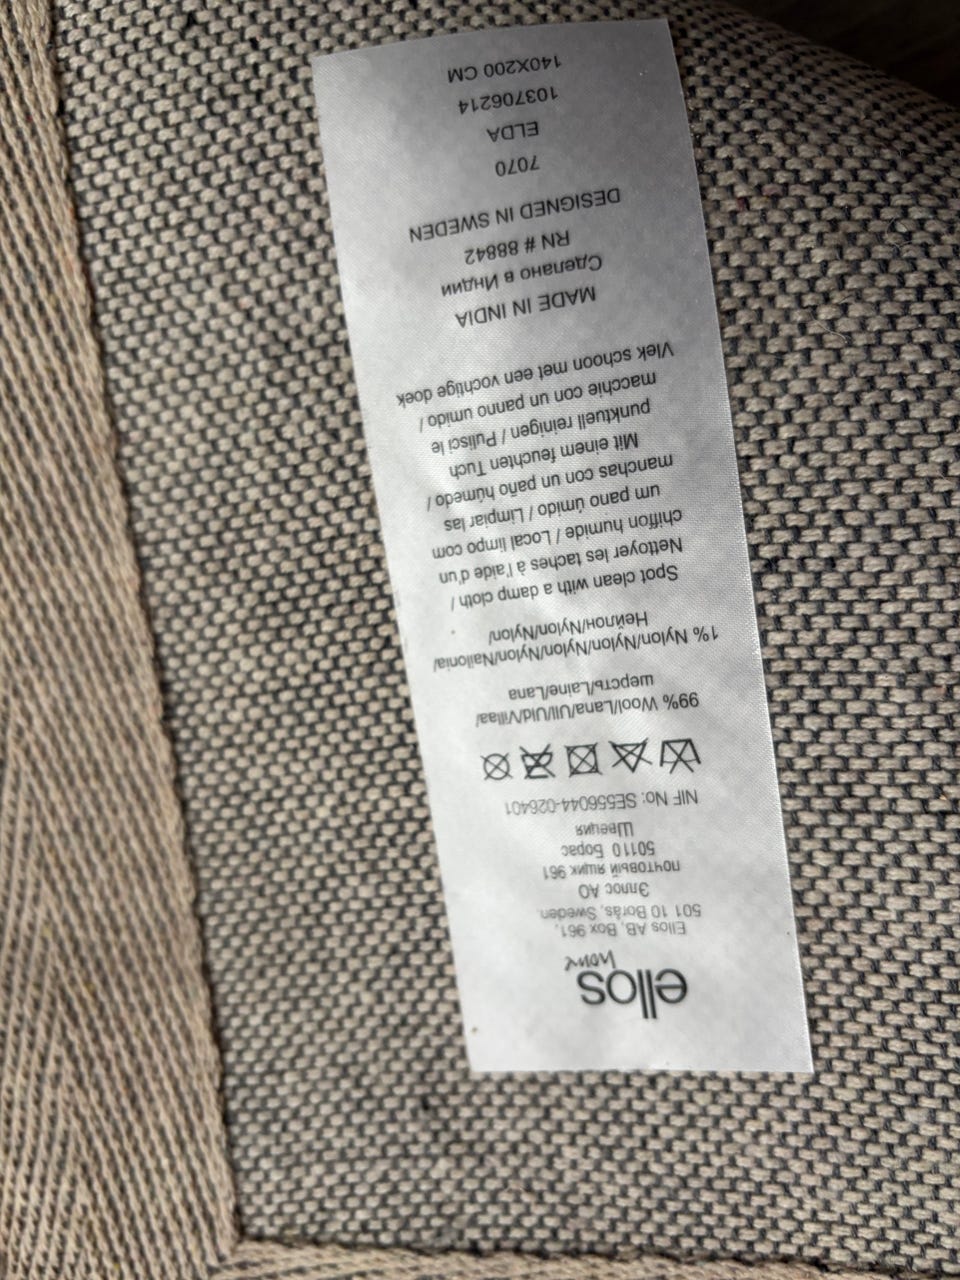 ellos
home
Ellos AB, Box 961,
501 10 Borås, Sweden.
Эллос АО
почтовый ящик 961
50110 Борас
Швеция
NIF No: SE556044-026401
99% Wool/Lana/Ull/Uld/Villaa/
шерсть/Laine/Lana
1% Nylon/Nylon/Nylon/Nylon/Nailonia/
Нейлон/Nylon/Nylon/
Spot clean with a damp cloth /
Nettoyer les taches à l'aide d'un
chiffon humide / Local limpo com
um pano úmido / Limpiar las
manchas con un paño húmedo /
Mit einem feuchten Tuch
punktuell reinigen / Pulisci le
macchie con un panno umido /
Vlek schoon met een vochtige doek
MADE IN INDIA
Сделано в Индии
RN # 88842
DESIGNED IN SWEDEN
7070
ELDA
103706214
140X200 CM